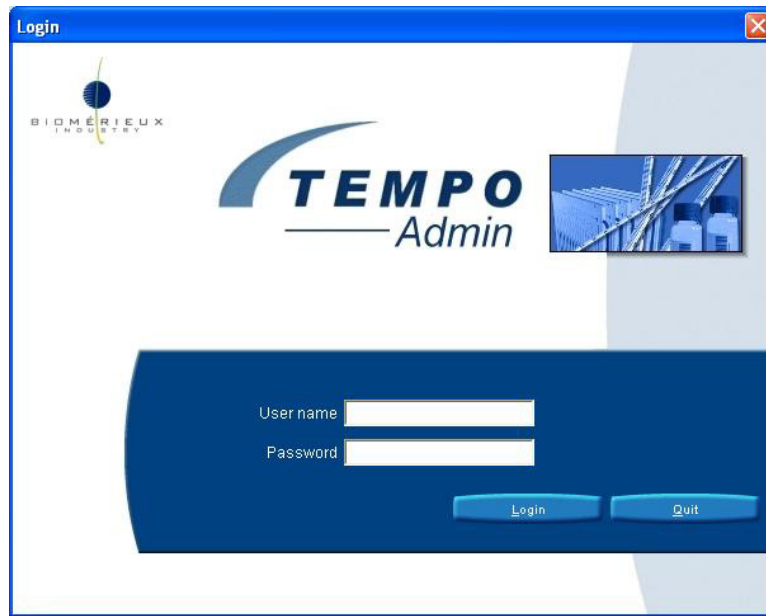 Login
BIOMÉRIEUX
INDUSTRY
TEMPO
Admin
User name
Password
Login
Quit